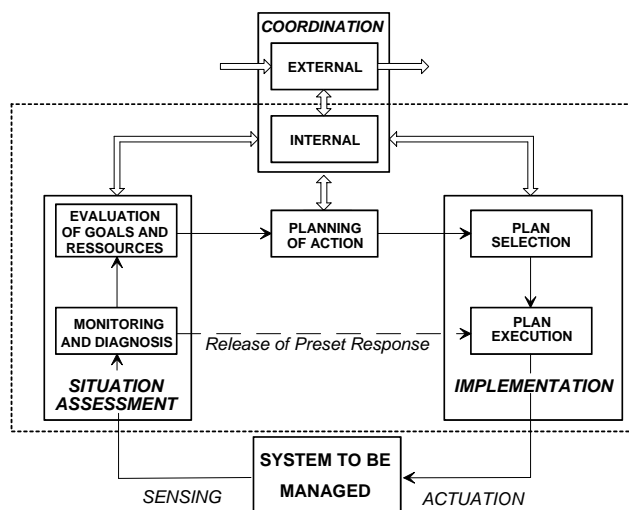 COORDINATION
EXTERNAL
INTERNAL
EVALUATION
OF GOALS AND
RESSOURCES
PLANNING
OF ACTION
PLAN
SELECTION
MONITORING
AND DIAGNOSIS
Release of Preset Response
PLAN
EXECUTION
SITUATION
ASSESSMENT
IMPLEMENTATION
SYSTEM TO BE
MANAGED
SENSING
ACTUATION